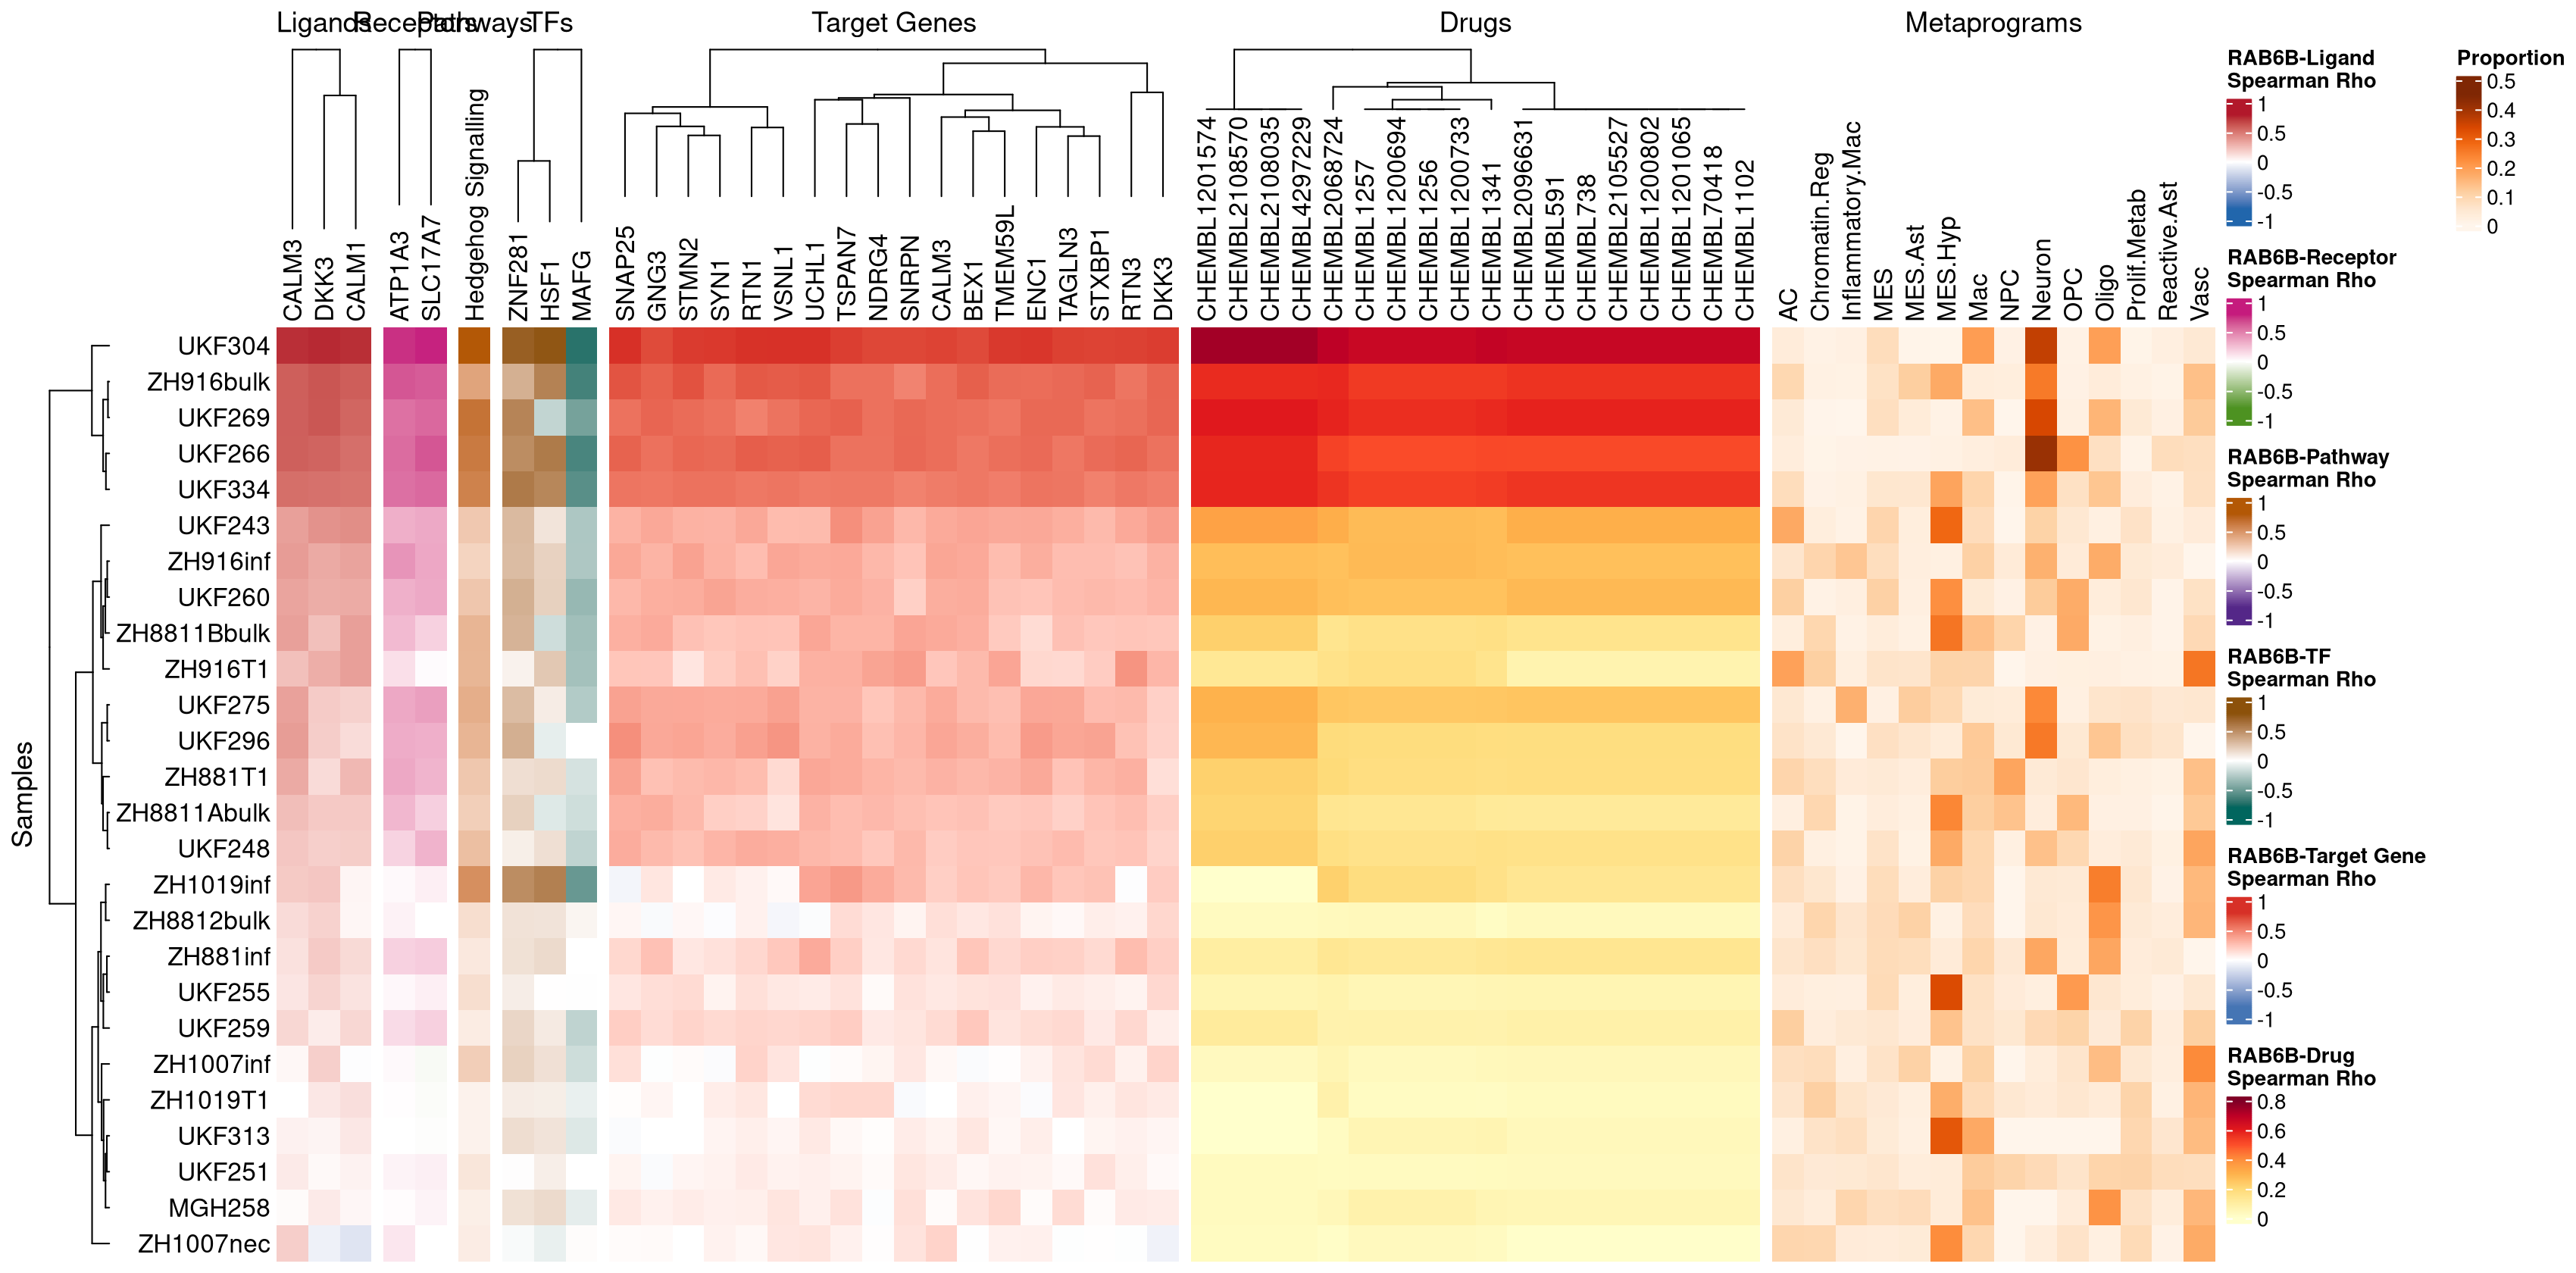 Ligands Receptors Pathways TFs Target Genes Drugs Metaprograms
CALM3
DKK3
CALM1
ATP1A3
SLC17A7
Hedgehog Signalling
ZNF281
HSF1
MAFG
SNAP25
GNG3
STMN2
SYN1
RTN1
VSNL1
UCHL1
TSPAN7
NDRG4
SNRPN
CALM3
BEX1
TMEM59L
ENC1
TAGLN3
STXBP1
RTN3
DKK3
CHEMBL1201574
CHEMBL2108570
CHEMBL2108035
CHEMBL4297229
CHEMBL2068724
CHEMBL1257
CHEMBL1200694
CHEMBL1256
CHEMBL1200733
CHEMBL1341
CHEMBL2096631
CHEMBL591
CHEMBL738
CHEMBL2105527
CHEMBL1200802
CHEMBL1201065
CHEMBL70418
CHEMBL1102
AC
Chromatin.Reg
Inflammatory.Mac
MES
MES.Ast
MES.Hyp
Mac
NPC
Neuron
OPC
Oligo
Prolif.Metab
Reactive.Ast
Vasc
Samples
UKF304
ZH916bulk
UKF269
UKF266
UKF334
UKF243
ZH916inf
UKF260
ZH8811Bbulk
ZH916T1
UKF275
UKF296
ZH881T1
ZH8811Abulk
UKF248
ZH1019inf
ZH8812bulk
ZH881inf
UKF255
UKF259
ZH1007inf
ZH1019T1
UKF313
UKF251
MGH258
ZH1007nec
RAB6B-Ligand
Spearman Rho
1
0.5
0
-0.5
-1
RAB6B-Receptor
Spearman Rho
1
0.5
0
-0.5
-1
RAB6B-Pathway
Spearman Rho
1
0.5
0
-0.5
-1
RAB6B-TF
Spearman Rho
1
0.5
0
-0.5
-1
RAB6B-Target Gene
Spearman Rho
1
0.5
0
-0.5
-1
RAB6B-Drug
Spearman Rho
0.8
0.6
0.4
0.2
0
Proportion
0.5
0.4
0.3
0.2
0.1
0